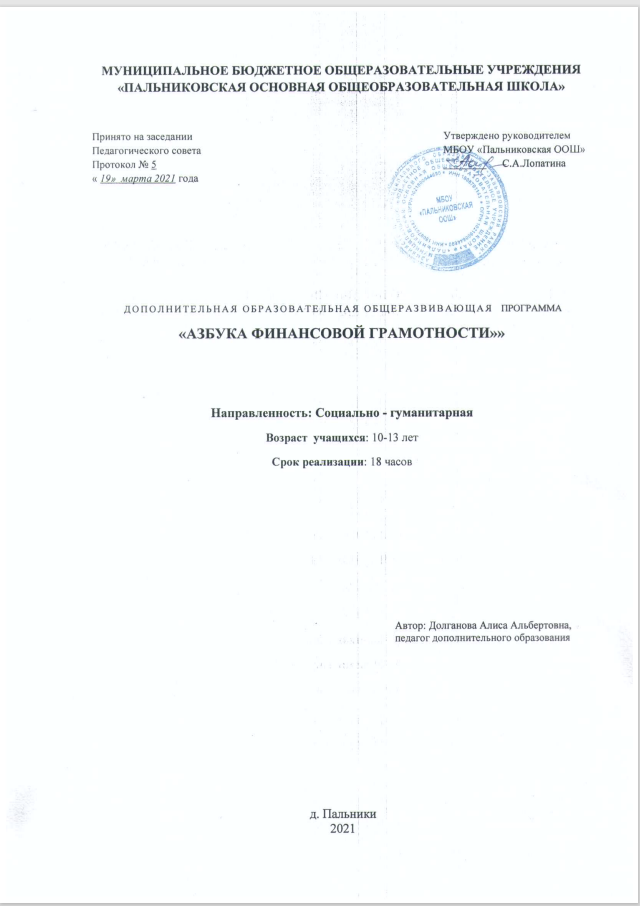 МУНИЦИПАЛЬНОЕ БЮДЖЕТНОЕ ОБЩЕРАЗОВАТЕЛЬНЫЕ УЧРЕЖДЕНИЯ
«ПАЛЬНИКОВСКАЯ ОСНОВНАЯ ОБЩЕОБРАЗОВАТЕЛЬНАЯ ШКОЛА»
Принято на заседании
Педагогического совета
Протокол № 5
« 19» марта 2021 года
Утверждено руководителем
МБОУ «Пальниковская ООШ»
С.А.Лопатина
МБОУ
«ПАЛЬНИКОВСКАЯ
ООШ»
ДОПОЛНИТЕЛЬНАЯ ОБРАЗОВАТЕЛЬНАЯ ОБЩЕРАЗВИВАЮЩАЯ ПРОГРАММА
«АЗБУКА ФИНАНСОВОЙ ГРАМОТНОСТИ»»
Направленность: Социально - гуманитарная
Возраст учащихся: 10-13 лет
Срок реализации: 18 часов
Автор: Долганова Алиса Альбертовна,
педагог дополнительного образования
д. Пальники
2021